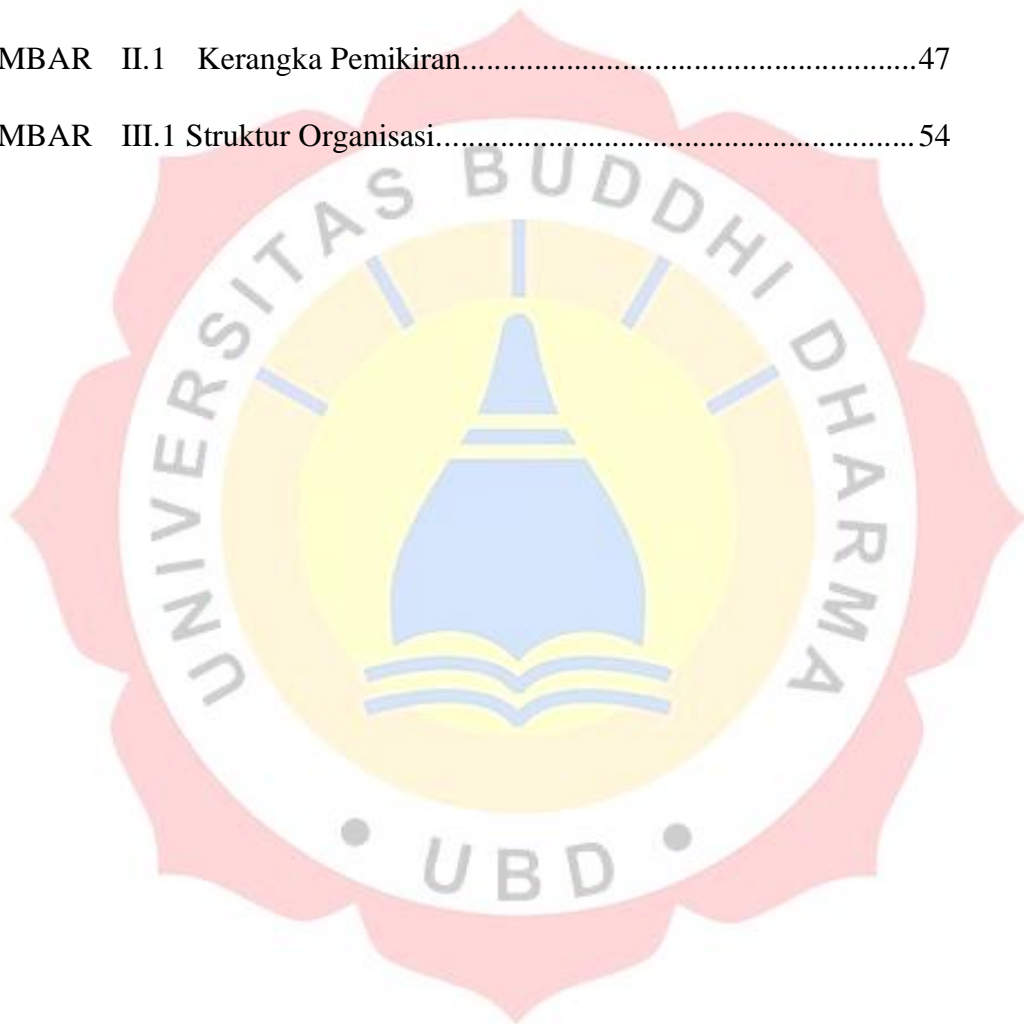 MBAR II.1 Kerangka Pemikiran.......................................................47
MBAR III.1 Struktur Organisasi..........................................................54
UNIVERSITAS BUDDHI DHARMA
• UBD •